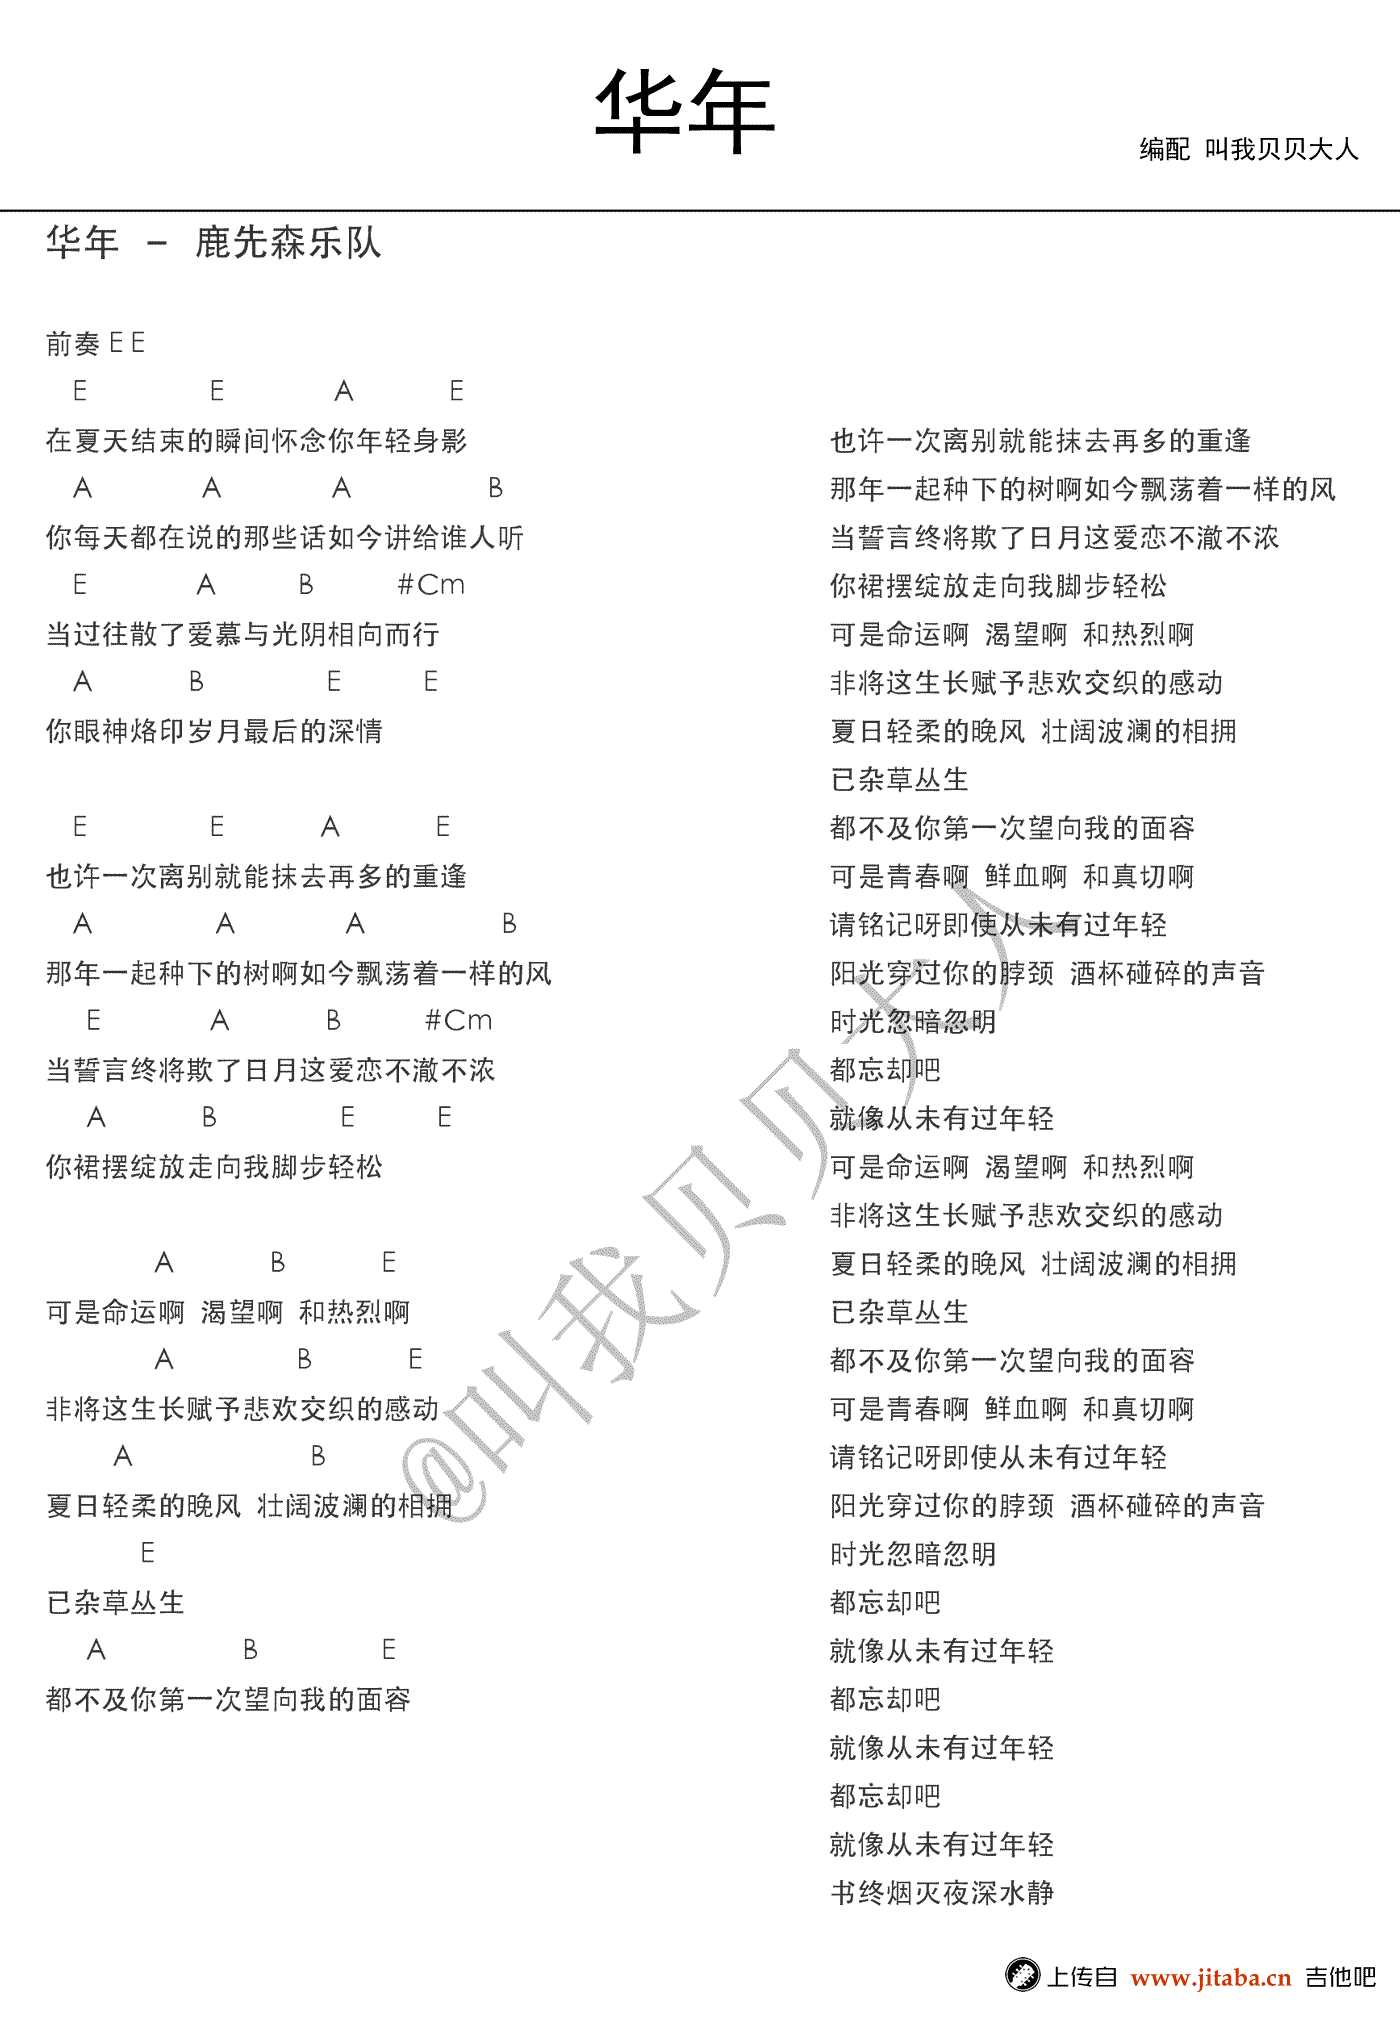 华年
编配 叫我贝贝大人
华年 - 鹿先森乐队
前奏 E E
E E A E
在夏天结束的瞬间怀念你年轻身影
A A A B
你每天都在说的那些话如今讲给谁人听
E A B #Cm
当过往散了爱慕与光阴相向而行
A B E E
你眼神烙印岁月最后的深情
E E A E
也许一次离别就能抹去再多的重逢
A A A B
那年一起种下的树啊如今飘荡着一样的风
E A B #Cm
当誓言终将欺了日月这爱恋不澈不浓
A B E E
你裙摆绽放走向我脚步轻松
A B E
可是命运啊 渴望啊 和热烈啊
A B E
非将这生长赋予悲欢交织的感动
A B
夏日轻柔的晚风 壮阔波澜的相拥
E
已杂草丛生
A B E
都不及你第一次望向我的面容
也许一次离别就能抹去再多的重逢
那年一起种下的树啊如今飘荡着一样的风
当誓言终将欺了日月这爱恋不澈不浓
你裙摆绽放走向我脚步轻松
可是命运啊 渴望啊 和热烈啊
非将这生长赋予悲欢交织的感动
夏日轻柔的晚风 壮阔波澜的相拥
已杂草丛生
都不及你第一次望向我的面容
可是青春啊 鲜血啊 和真切啊
请铭记呀即使从未有过年轻
阳光穿过你的脖颈 酒杯碰碎的声音
时光忽暗忽明
都忘却吧
就像从未有过年轻
可是命运啊 渴望啊 和热烈啊
非将这生长赋予悲欢交织的感动
夏日轻柔的晚风 壮阔波澜的相拥
已杂草丛生
都不及你第一次望向我的面容
可是青春啊 鲜血啊 和真切啊
请铭记呀即使从未有过年轻
阳光穿过你的脖颈 酒杯碰碎的声音
时光忽暗忽明
都忘却吧
就像从未有过年轻
都忘却吧
就像从未有过年轻
都忘却吧
就像从未有过年轻
书终烟灭夜深水静
@叫我贝贝大人
上传自 www.jitaba.cn 吉他吧